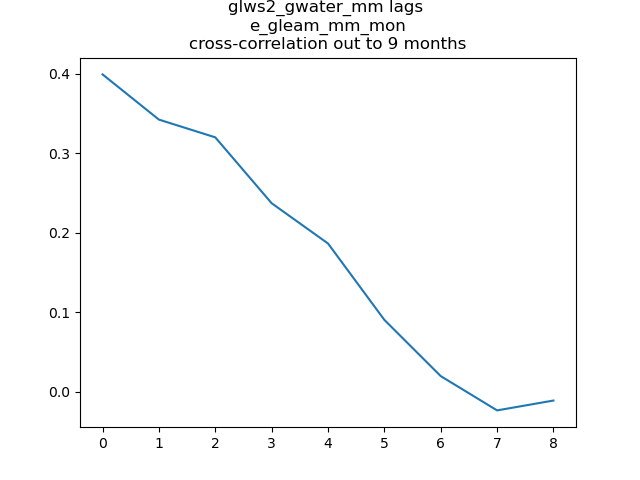 glws2_gwater_mm lags
e_gleam_mm_mon
cross-correlation out to 9 months
0.4
0.3
0.2
0.1
0.0
0 1 2 3 4 5 6 7 8